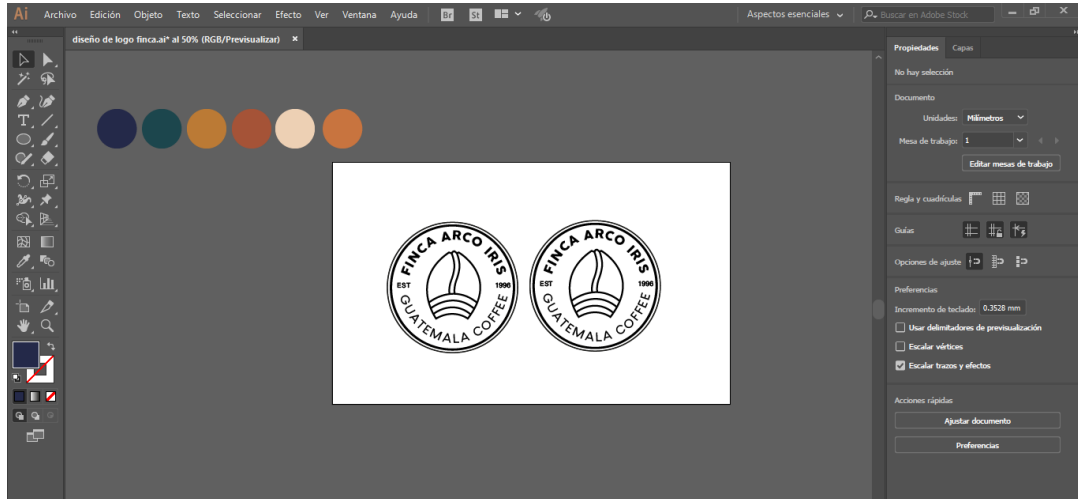 Ai Archivo Edición Objeto Texto Seleccionar Efecto Ver Ventana Ayuda Br St Aspectos esenciales Buscar en Adobe Stock
diseño de logo finca.ai* al 50% (RGB/Previsualizar) ×
Propiedades Capas
No hay selección
Documento
Unidades: Milímetros
Mesa de trabajo: 1
Editar mesas de trabajo
Regla y cuadrículas
Guías
Opciones de ajuste
Preferencias
Incremento de teclado: 0.3528 mm
Usar delimitadores de previsualización
Escalar vértices
Escalar trazos y efectos
Acciones rápidas
Ajustar documento
Preferencias
FINCA ARCO IRIS
EST 1996
GUATEMALA COFFEE
FINCA ARCO IRIS
EST 1996
GUATEMALA COFFEE